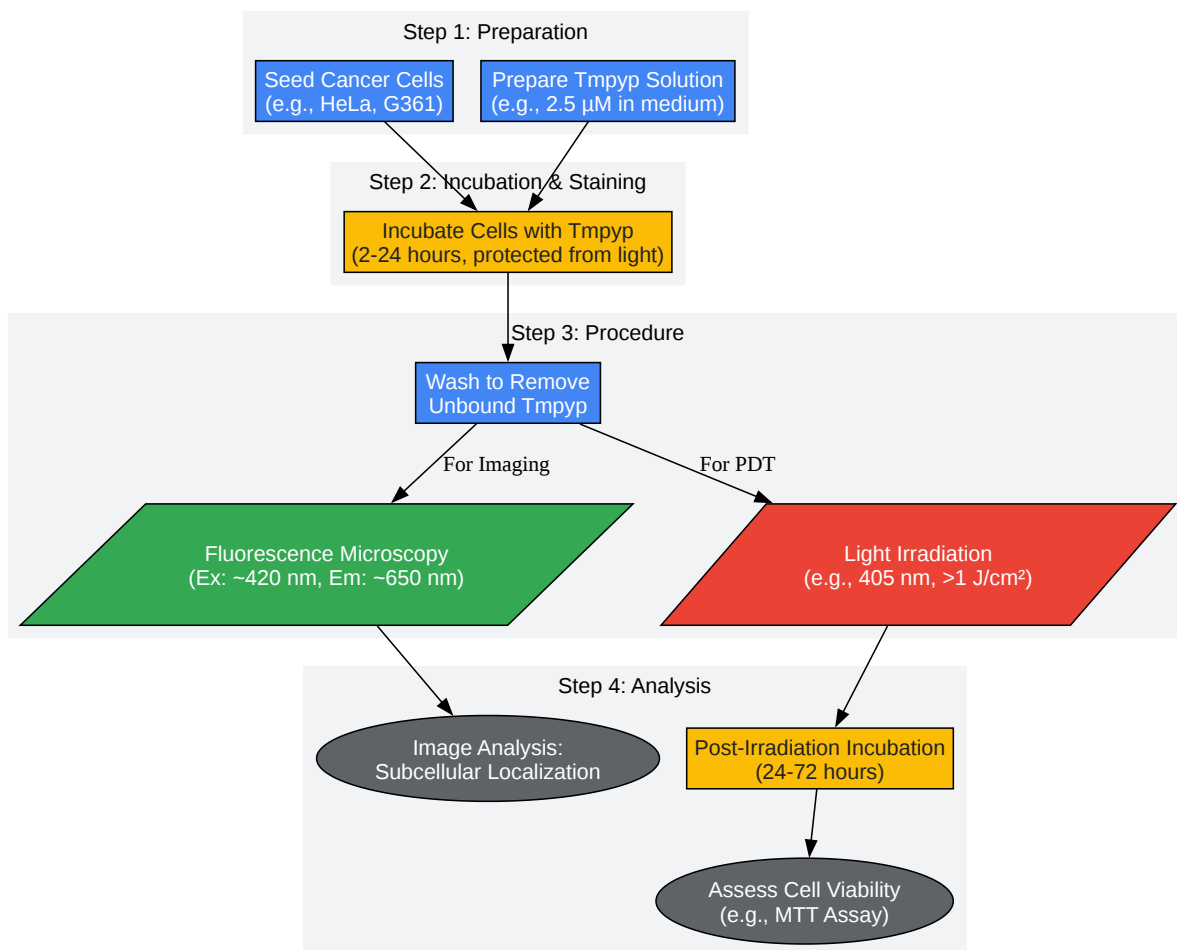 Step 1: Preparation
Seed Cancer Cells
(e.g., HeLa, G361)
Prepare Tmpyp Solution
(e.g., 2.5 µM in medium)
Step 2: Incubation & Staining
Incubate Cells with Tmpyp
(2-24 hours, protected from light)
Step 3: Procedure
Wash to Remove
Unbound Tmpyp
For Imaging
For PDT
Fluorescence Microscopy
(Ex: ~420 nm, Em: ~650 nm)
Light Irradiation
(e.g., 405 nm, >1 J/cm²)
Step 4: Analysis
Image Analysis:
Subcellular Localization
Post-Irradiation Incubation
(24-72 hours)
Assess Cell Viability
(e.g., MTT Assay)